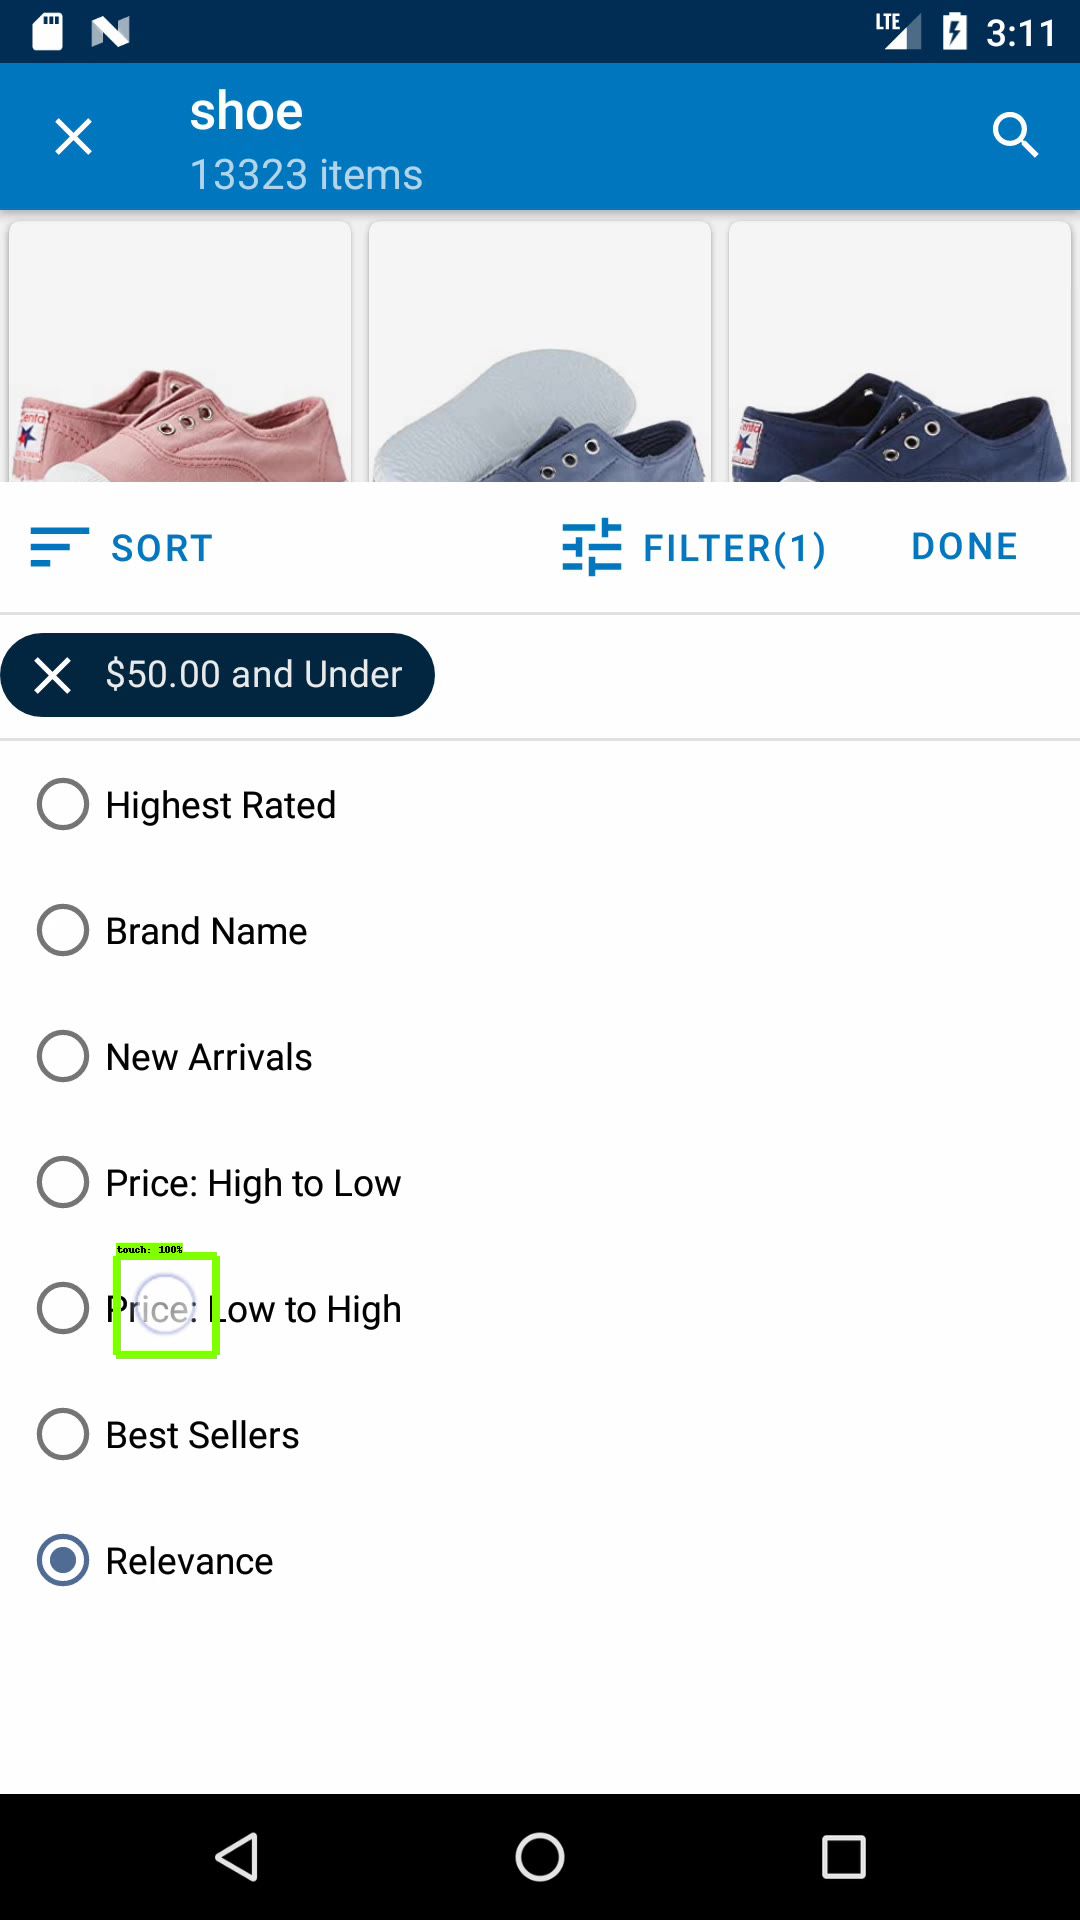 LTE 3:11
shoe
13323 items
SORT FILTER(1) DONE
$50.00 and Under
Highest Rated
Brand Name
New Arrivals
Price: High to Low
touch: 100%
Price: Low to High
Best Sellers
Relevance